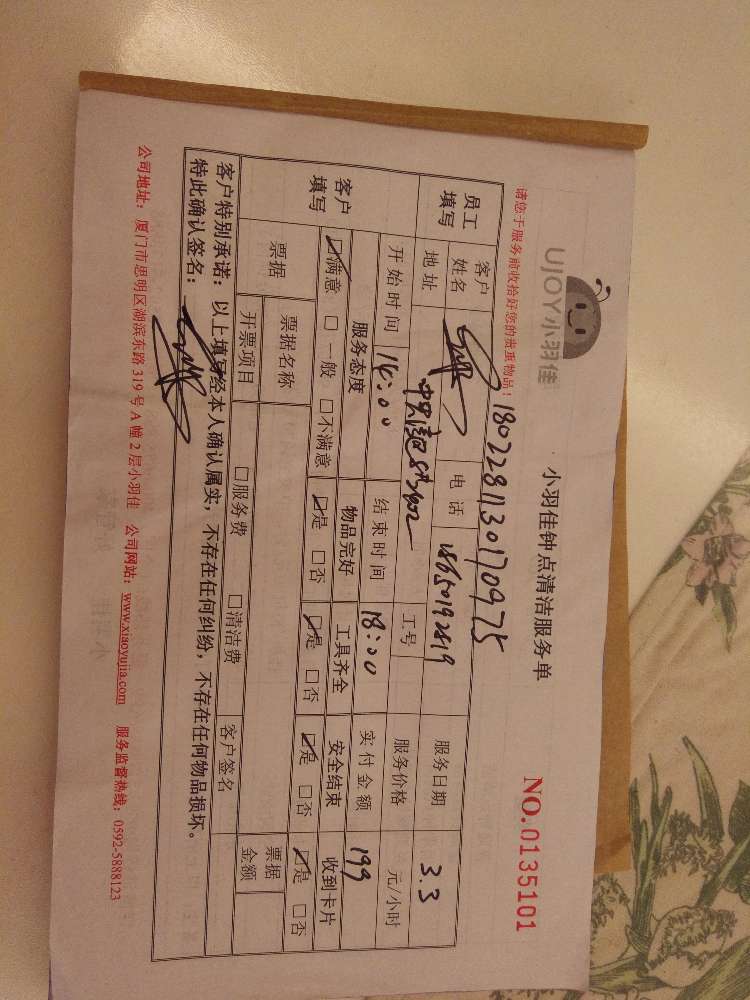 UJOY小羽佳
小羽佳钟点清洁服务单
NO.0135101
请您于服务前收拾好您的贵重物品!
1802281130170975
员工填写 客户姓名 电话 18650192819 服务日期 3.3
地址 工号 服务价格 元/小时
开始时间 14:00 结束时间 18:00 实付金额 199
客户填写 服务态度 物品完好 工具齐全 安全结束 收到卡片
☑满意 □一般 □不满意 ☑是 □否 ☑是 □否 ☑是 □否 ☑是 □否
票据 票据名称 □服务费 □清洁费 票据金额
开票项目 客户签名
客户特别承诺:以上填写经本人确认属实,不存在任何纠纷,不存在任何物品损坏。
特此确认签名:
公司地址:厦门市思明区湖滨东路 319号A幢2层小羽佳 公司网站:www.xiaoyujia.com 服务监督热线:0592-5888123